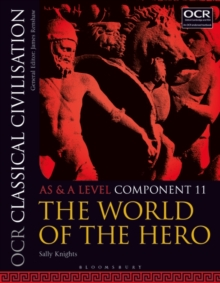 OCR CLASSICAL CIVILISATION
General Editor: James Renshaw
OCR
AS & A LEVEL COMPONENT 11
THE WORLD
OF THE HERO
Sally Knights
BLOOMSBURY